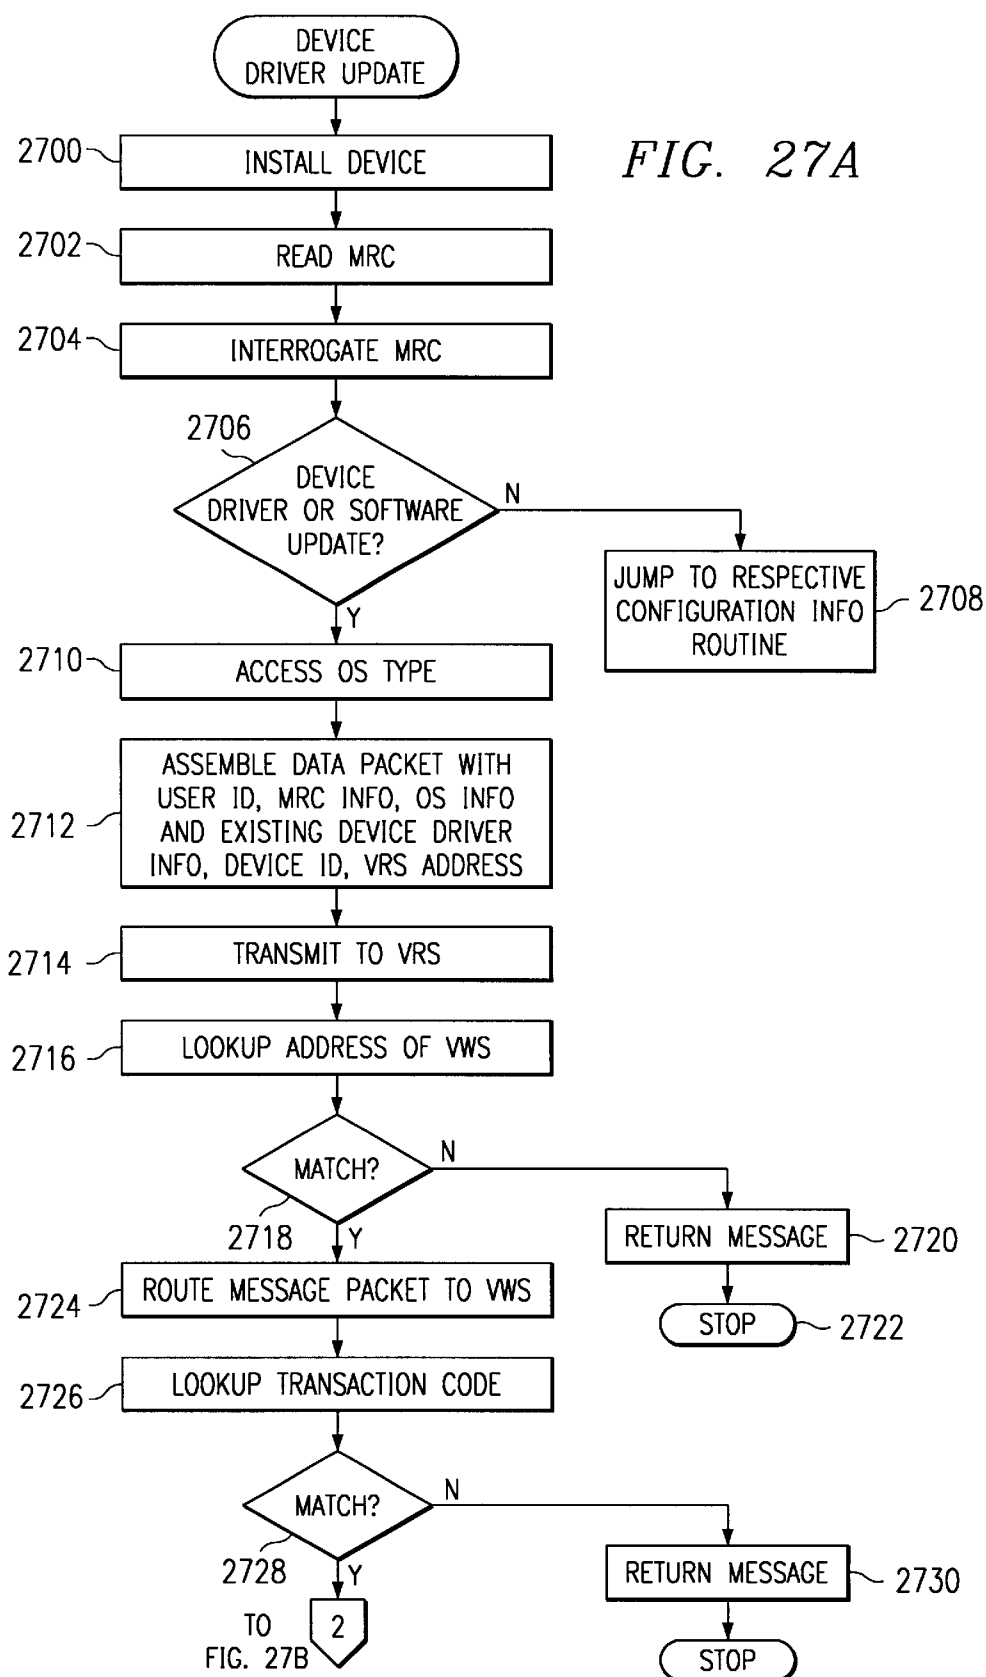 DEVICE
DRIVER UPDATE
FIG. 27A
2700
INSTALL DEVICE
2702
READ MRC
2704
INTERROGATE MRC
2706
DEVICE
DRIVER OR SOFTWARE
UPDATE?
N
JUMP TO RESPECTIVE
CONFIGURATION INFO
ROUTINE
2708
Y
2710
ACCESS OS TYPE
2712
ASSEMBLE DATA PACKET WITH
USER ID, MRC INFO, OS INFO
AND EXISTING DEVICE DRIVER
INFO, DEVICE ID, VRS ADDRESS
2714
TRANSMIT TO VRS
2716
LOOKUP ADDRESS OF VWS
MATCH?
N
2718
Y
RETURN MESSAGE
2720
STOP
2722
2724
ROUTE MESSAGE PACKET TO VWS
2726
LOOKUP TRANSACTION CODE
MATCH?
N
2728
Y
RETURN MESSAGE
2730
STOP
2
TO
FIG. 27B